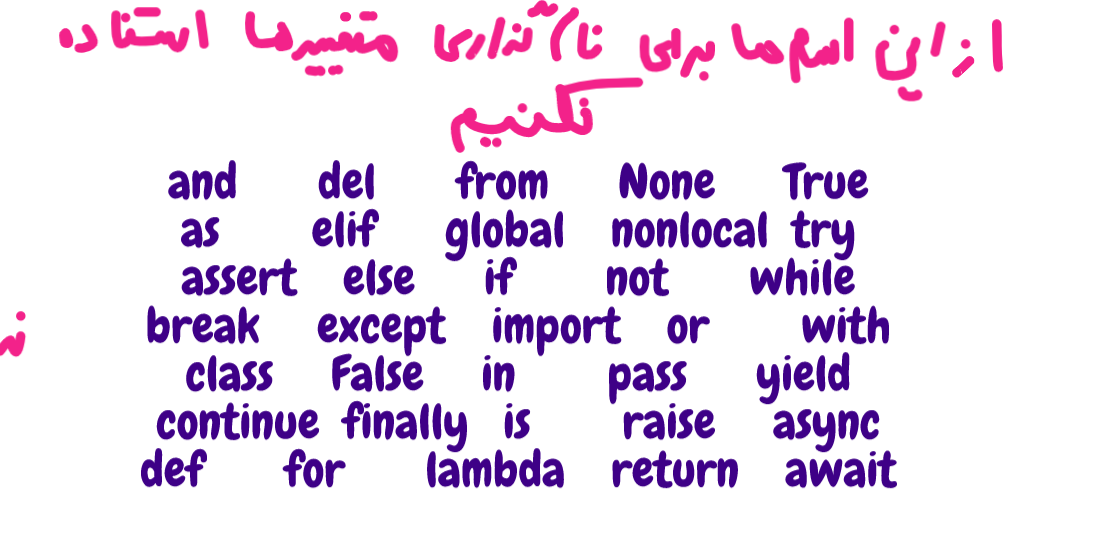 از این اسم‌ها برای نام‌گذاری متغییرها استفاده
نکنیم
and del from None True
as elif global nonlocal try
assert else if not while
break except import or with
class False in pass yield
continue finally is raise async
def for lambda return await